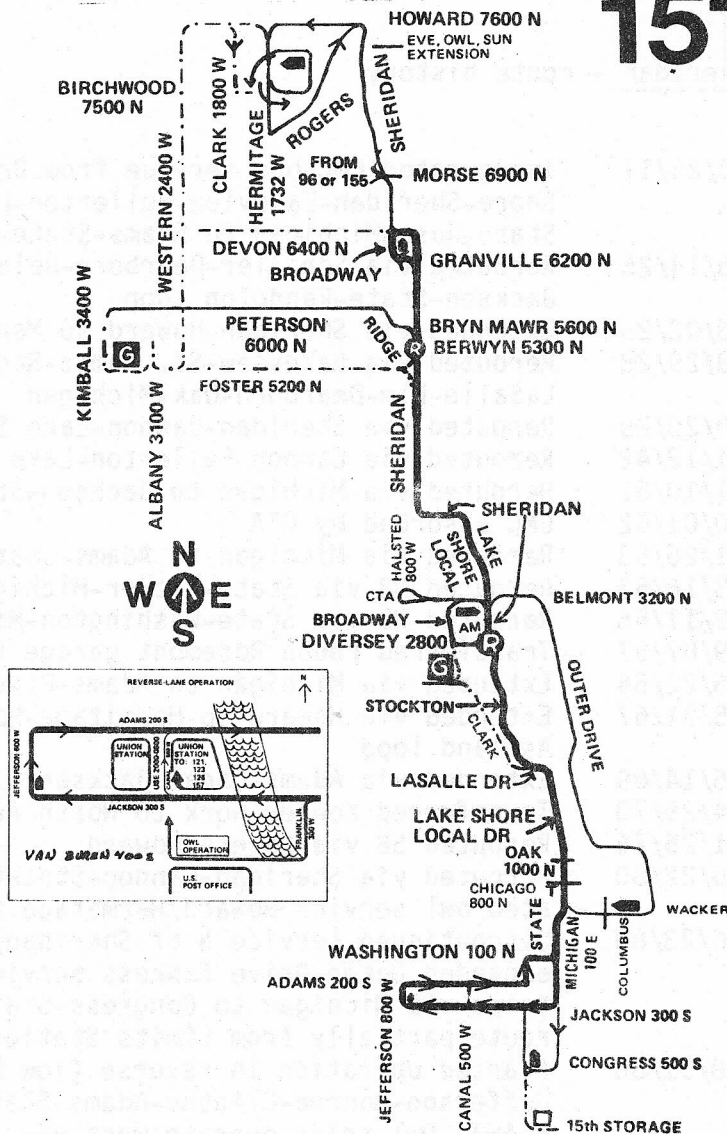 151
HOWARD 7600 N
EVE, OWL, SUN
EXTENSION
BIRCHWOOD
7500 N
CLARK 1800 W
HERMITAGE
1732 W
ROGERS
SHERIDAN
WESTERN 2400 W
FROM
96 or 155
MORSE 6900 N
DEVON 6400 N
BROADWAY
GRANVILLE 6200 N
KIMBALL 3400 W
PETERSON
6000 N
RIDGE
BRYN MAWR 5600 N
BERWYN 5300 N
R
G
FOSTER 5200 N
ALBANY 3100 W
SHERIDAN
SHERIDAN
HALSTED
800 W
LAKE
SHORE
LOCAL
N
W E
S
CTA
BELMONT 3200 N
BROADWAY
AM
DIVERSEY 2800
R
G
OUTER DRIVE
STOCKTON
CLARK
LASALLE DR
LAKE SHORE
LOCAL DR
OAK
1000 N
CHICAGO
800 N
WACKER
STATE
MICHIGAN
100 E
COLUMBUS
WASHINGTON 100 N
ADAMS 200 S
JEFFERSON 800 W
CANAL 500 W
JACKSON 300 S
CONGRESS 500 S
15th STORAGE
REVERSE-LANE OPERATION
N
ADAMS 200 S
JEFFERSON 600 W
UNION
STATION
UNION
STATION
TO: 121,
123
126
157
JACKSON 300 S
FRANKLIN
300 W
OWL
OPERATION
VAN BUREN 400 S
U.S.
POST OFFICE